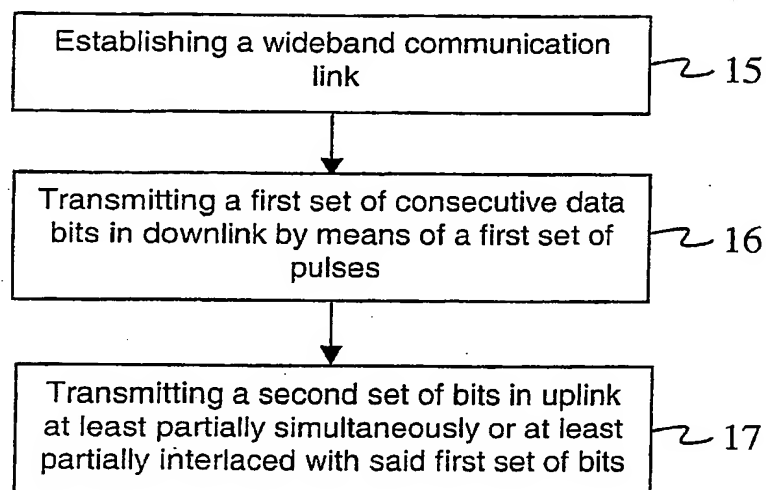 Establishing a wideband communication
link
15
Transmitting a first set of consecutive data
bits in downlink by means of a first set of
pulses
16
Transmitting a second set of bits in uplink
at least partially simultaneously or at least
partially interlaced with said first set of bits
17